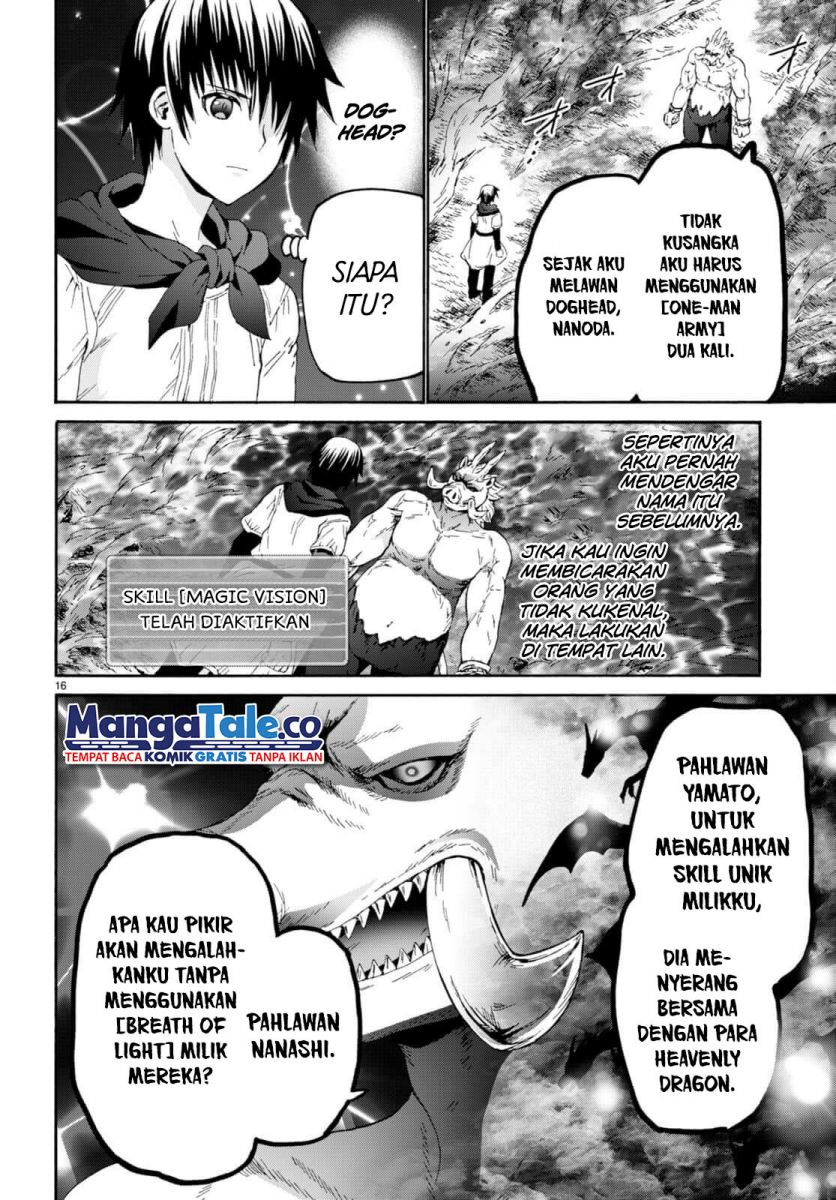 TIDAK
KUSANGKA
AKU HARUS
MENGGUNAKAN
[ONE-MAN
ARMY]
DUA KALI.
SEJAK AKU
MELAWAN
DOGHEAD,
NANODA.
DOG-
HEAD?
SIAPA
ITU?
SEPERTINYA
AKU PERNAH
MENDENGAR
NAMA ITU
SEBELUMNYA.
JIKA KAU INGIN
MEMBICARAKAN
ORANG YANG
TIDAK KUKENAL,
MAKA LAKUKAN
DI TEMPAT LAIN.
SKILL [MAGIC VISION]
TELAH DIAKTIFKAN
16
MangaTale.co
TEMPAT BACA KOMIK GRATIS TANPA IKLAN
PAHLAWAN
YAMATO,
UNTUK
MENGALAHKAN
SKILL UNIK
MILIKKU,
DIA ME-
NYERANG
BERSAMA
DENGAN PARA
HEAVENLY
DRAGON.
PAHLAWAN
NANASHI.
APA KAU PIKIR
AKAN MENGALAH-
KANKU TANPA
MENGGUNAKAN
[BREATH OF
LIGHT] MILIK
MEREKA?